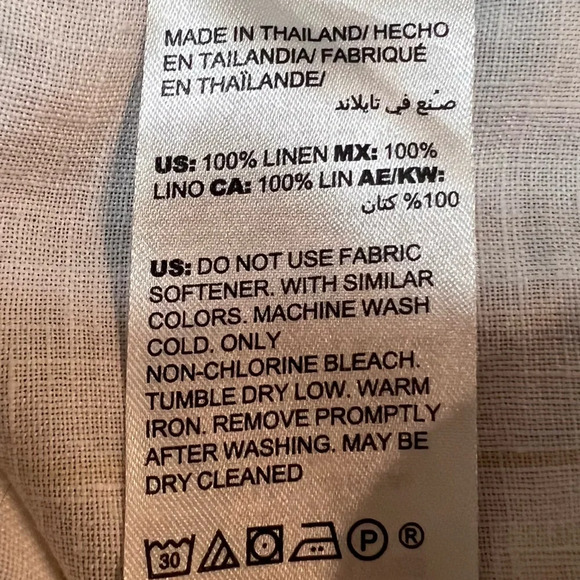 MADE IN THAILAND/ HECHO
EN TAILANDIA/ FABRIQUÉ
EN THAÏLANDE/
صُنع في تايلاند
US: 100% LINEN MX: 100%
LINO CA: 100% LIN AE/KW:
100% كتان
US: DO NOT USE FABRIC
SOFTENER. WITH SIMILAR
COLORS. MACHINE WASH
COLD. ONLY
NON-CHLORINE BLEACH.
TUMBLE DRY LOW. WARM
IRON. REMOVE PROMPTLY
AFTER WASHING. MAY BE
DRY CLEANED
30 P ®